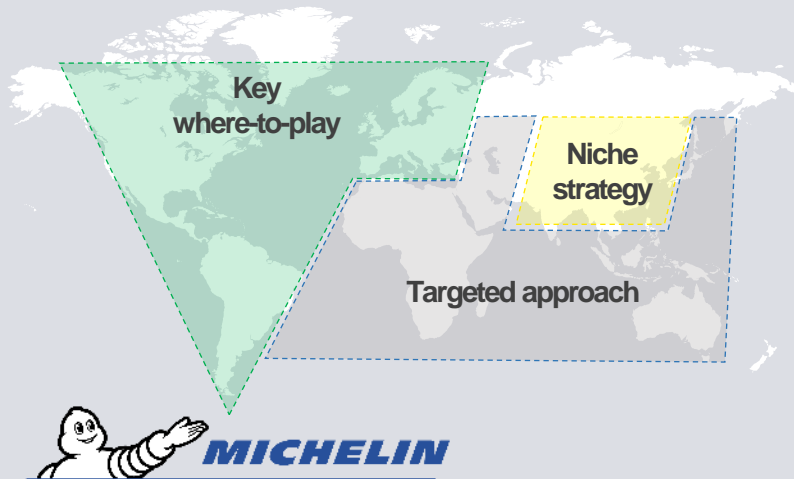 Key
where-to-play
Niche
strategy
Targeted approach
MICHELIN